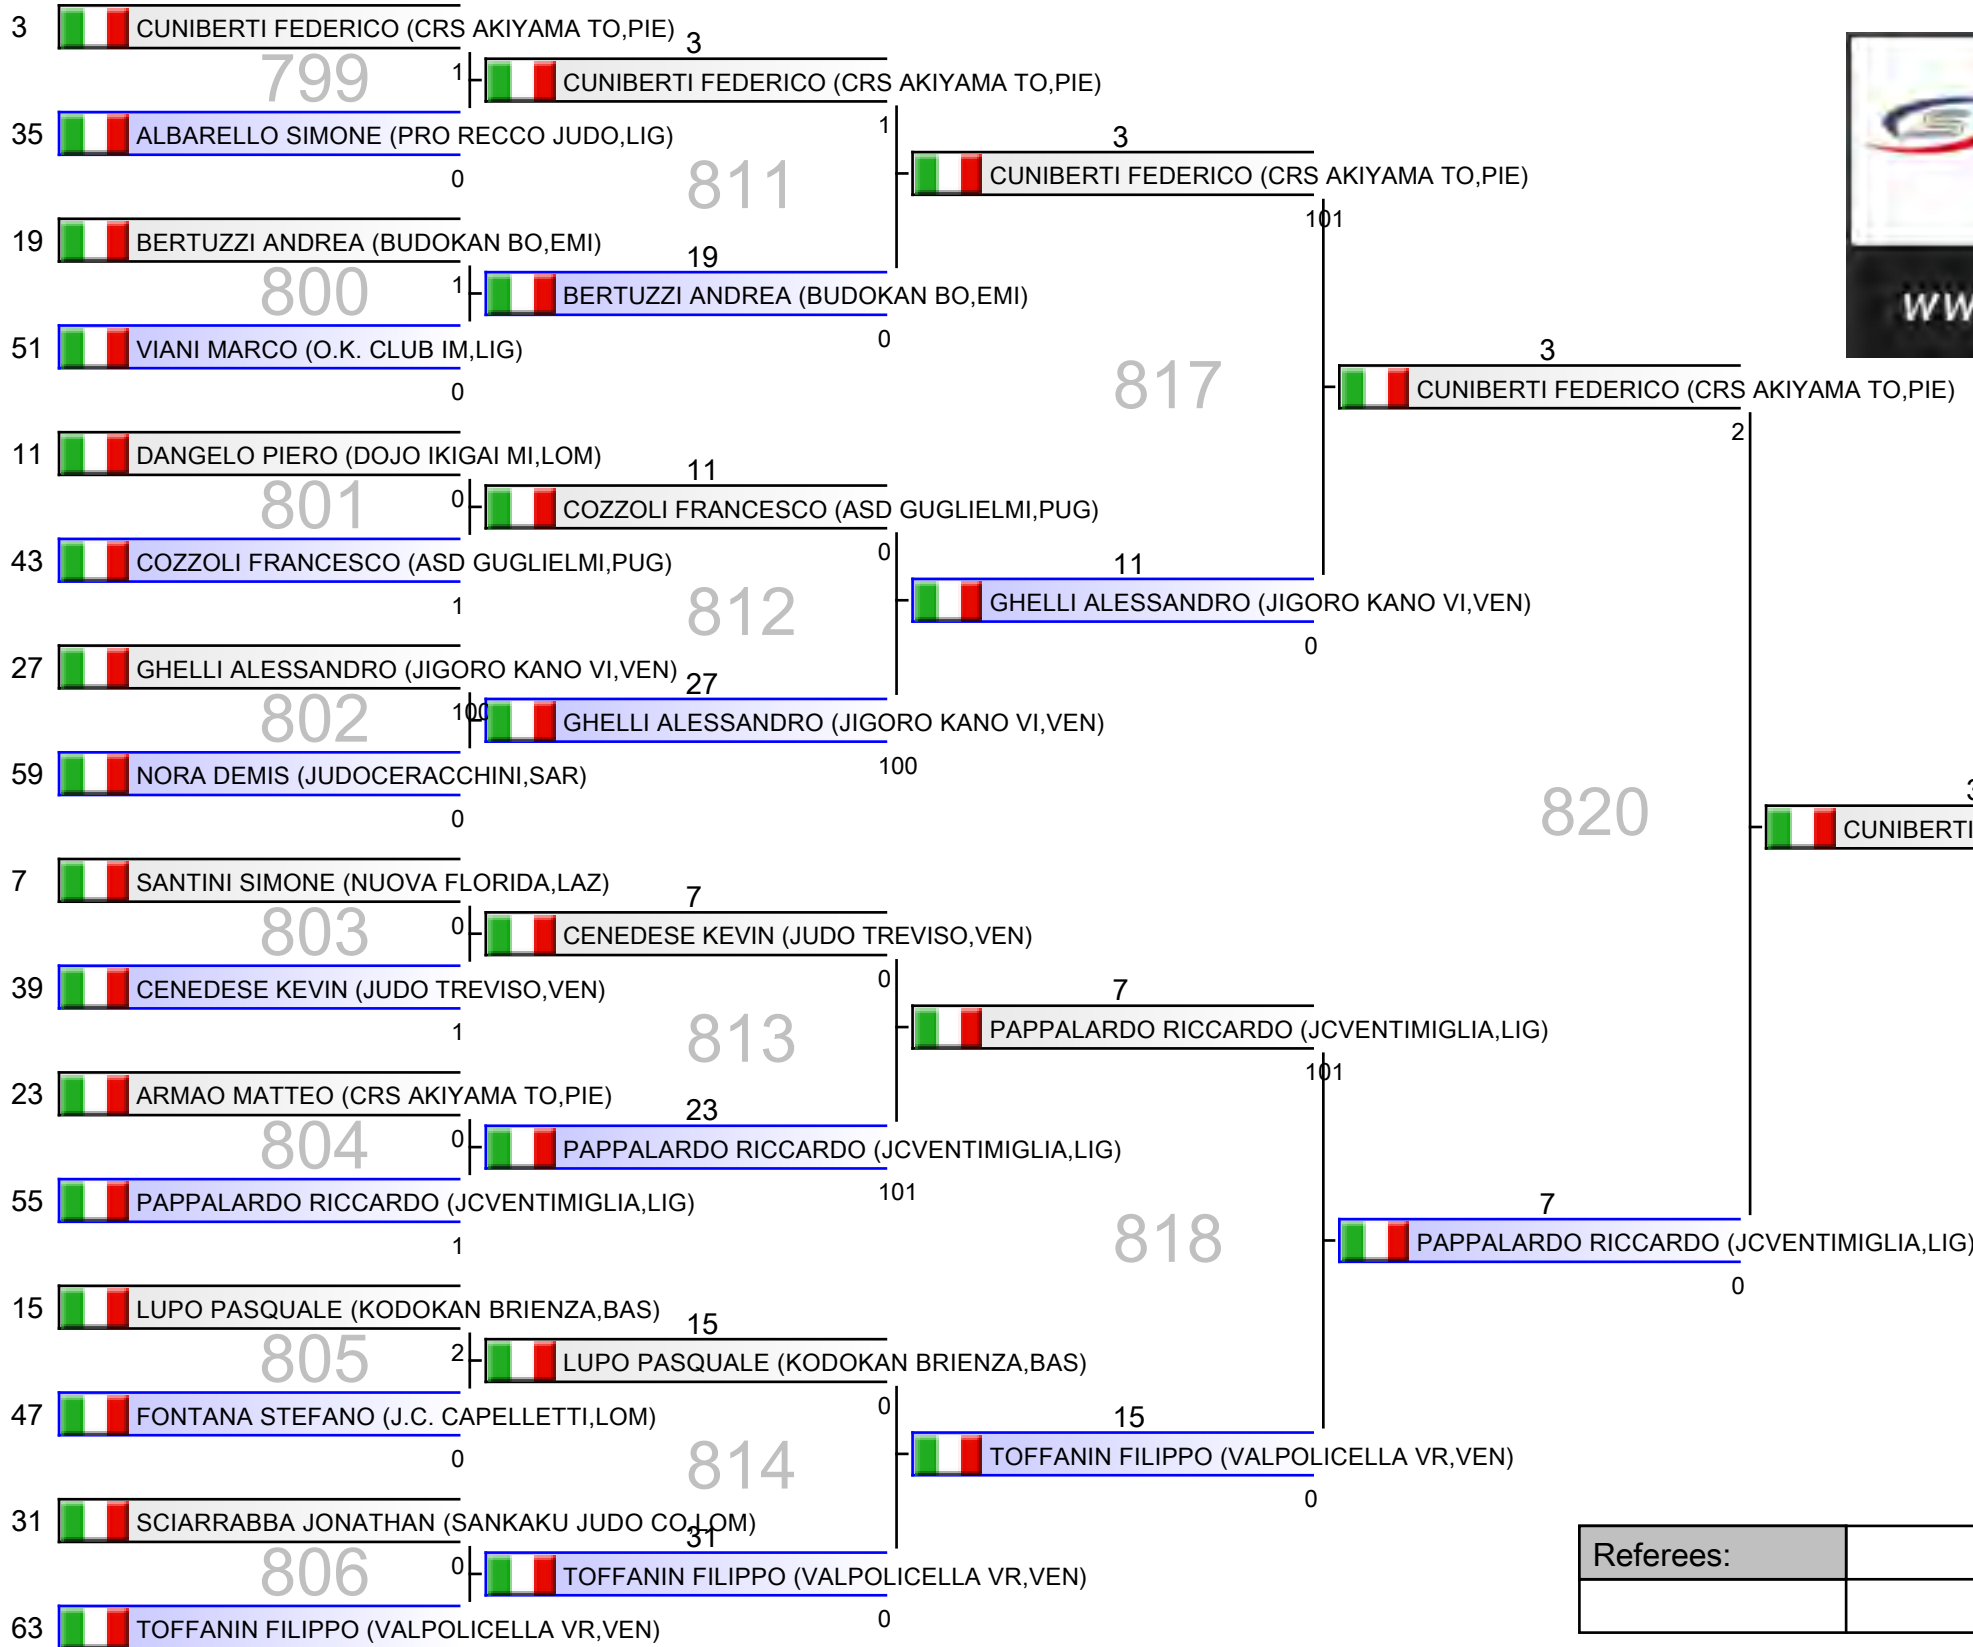 3 CUNIBERTI FEDERICO (CRS AKIYAMA TO,PIE)
799
1
35 ALBARELLO SIMONE (PRO RECCO JUDO,LIG)
0
19 BERTUZZI ANDREA (BUDOKAN BO,EMI)
800
1
51 VIANI MARCO (O.K. CLUB IM,LIG)
0
11 DANGELO PIERO (DOJO IKIGAI MI,LOM)
801
0
43 COZZOLI FRANCESCO (ASD GUGLIELMI,PUG)
1
27 GHELLI ALESSANDRO (JIGORO KANO VI,VEN)
802
100
59 NORA DEMIS (JUDOCERACCHINI,SAR)
0
7 SANTINI SIMONE (NUOVA FLORIDA,LAZ)
803
0
39 CENEDESE KEVIN (JUDO TREVISO,VEN)
1
23 ARMAO MATTEO (CRS AKIYAMA TO,PIE)
804
0
55 PAPPALARDO RICCARDO (JCVENTIMIGLIA,LIG)
1
15 LUPO PASQUALE (KODOKAN BRIENZA,BAS)
805
2
47 FONTANA STEFANO (J.C. CAPELLETTI,LOM)
0
31 SCIARRABBA JONATHAN (SANKAKU JUDO CO,LOM)
806
0
63 TOFFANIN FILIPPO (VALPOLICELLA VR,VEN)
3
CUNIBERTI FEDERICO (CRS AKIYAMA TO,PIE)
1
811
19
BERTUZZI ANDREA (BUDOKAN BO,EMI)
0
11
COZZOLI FRANCESCO (ASD GUGLIELMI,PUG)
0
812
27
GHELLI ALESSANDRO (JIGORO KANO VI,VEN)
100
7
CENEDESE KEVIN (JUDO TREVISO,VEN)
0
813
23
PAPPALARDO RICCARDO (JCVENTIMIGLIA,LIG)
101
15
LUPO PASQUALE (KODOKAN BRIENZA,BAS)
0
814
31
TOFFANIN FILIPPO (VALPOLICELLA VR,VEN)
0
3
CUNIBERTI FEDERICO (CRS AKIYAMA TO,PIE)
101
817
11
GHELLI ALESSANDRO (JIGORO KANO VI,VEN)
0
7
PAPPALARDO RICCARDO (JCVENTIMIGLIA,LIG)
101
818
15
TOFFANIN FILIPPO (VALPOLICELLA VR,VEN)
0
3
CUNIBERTI FEDERICO (CRS AKIYAMA TO,PIE)
2
820
7
PAPPALARDO RICCARDO (JCVENTIMIGLIA,LIG)
0
CUNIBERTI
Referees: